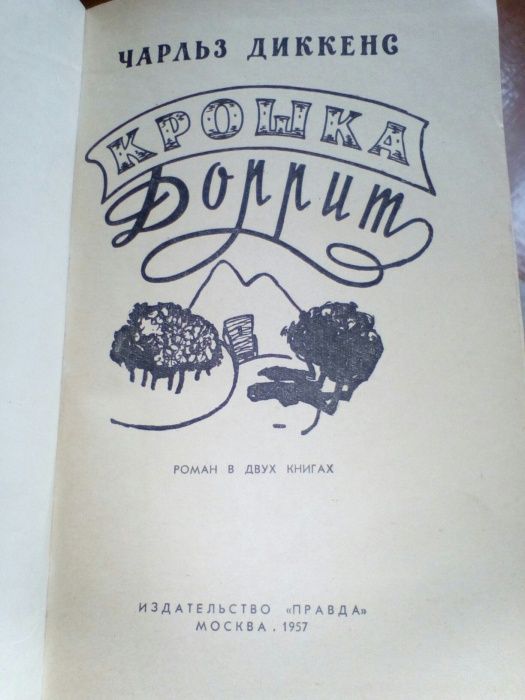 ЧАРЛЬЗ ДИККЕНС
КРОШКА
Доррит
РОМАН В ДВУХ КНИГАХ
ИЗДАТЕЛЬСТВО «ПРАВДА»
МОСКВА . 1957